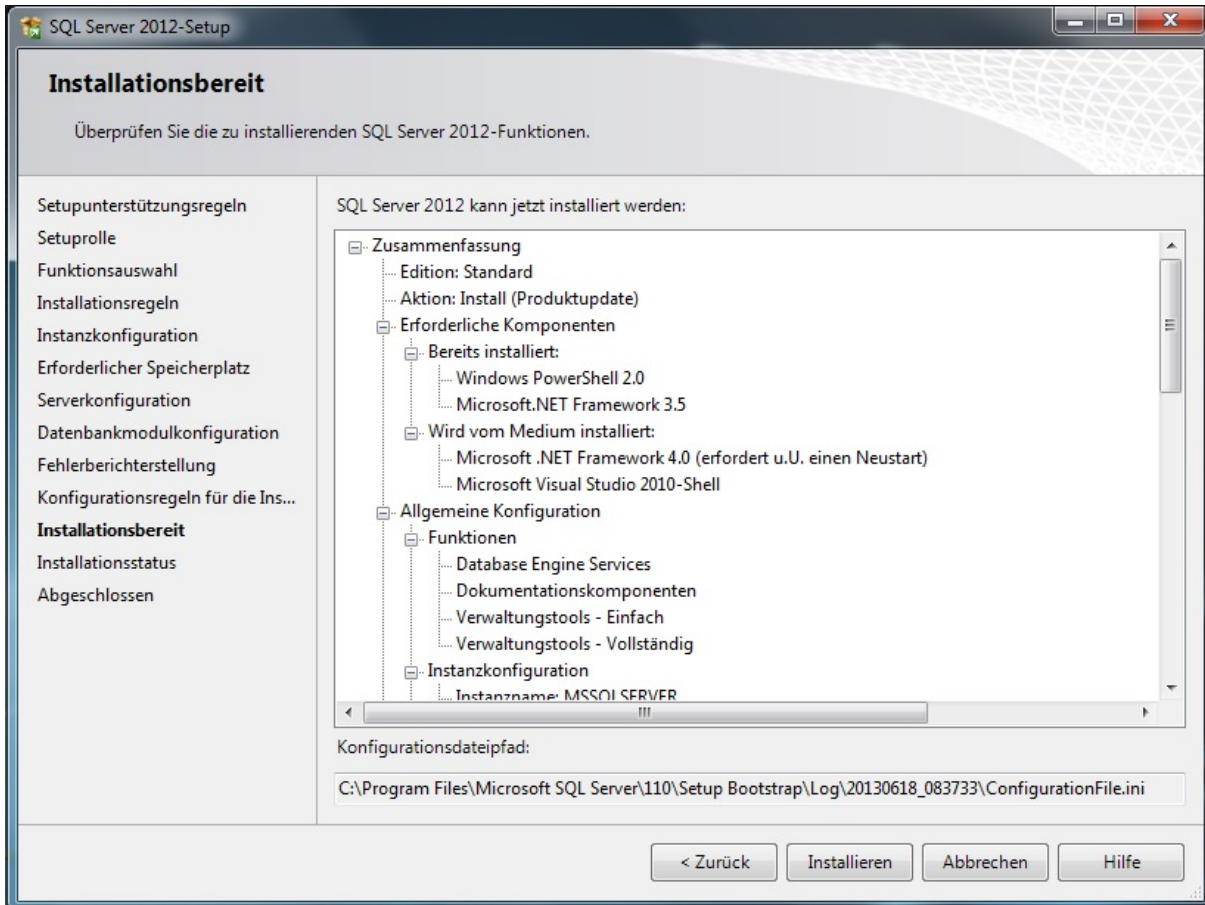 SQL Server 2012-Setup
Installationsbereit
Überprüfen Sie die zu installierenden SQL Server 2012-Funktionen.
Setupunterstützungsregeln
Setuprolle
Funktionsauswahl
Installationsregeln
Instanzkonfiguration
Erforderlicher Speicherplatz
Serverkonfiguration
Datenbankmodulkonfiguration
Fehlerberichterstellung
Konfigurationsregeln für die Ins...
Installationsbereit
Installationsstatus
Abgeschlossen
SQL Server 2012 kann jetzt installiert werden:
Zusammenfassung
Edition: Standard
Aktion: Install (Produktupdate)
Erforderliche Komponenten
Bereits installiert:
Windows PowerShell 2.0
Microsoft.NET Framework 3.5
Wird vom Medium installiert:
Microsoft .NET Framework 4.0 (erfordert u.U. einen Neustart)
Microsoft Visual Studio 2010-Shell
Allgemeine Konfiguration
Funktionen
Database Engine Services
Dokumentationskomponenten
Verwaltungstools - Einfach
Verwaltungstools - Vollständig
Instanzkonfiguration
Instanzname: MSSQLSERVER
Konfigurationsdateipfad:
C:\Program Files\Microsoft SQL Server\110\Setup Bootstrap\Log\20130618_083733\ConfigurationFile.ini
< Zurück
Installieren
Abbrechen
Hilfe